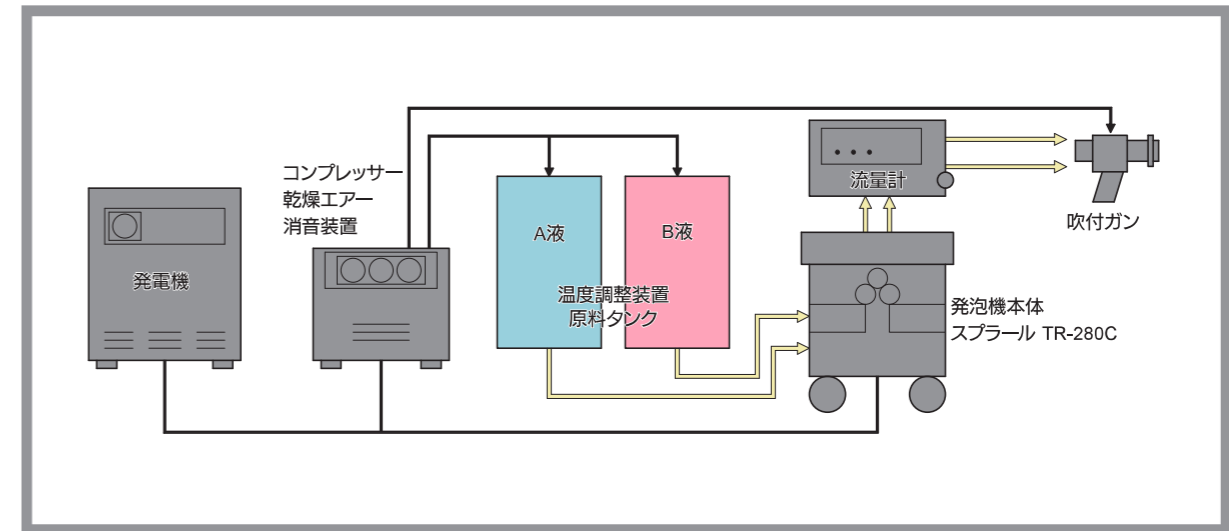 発電機
コンプレッサー
乾燥エアー
消音装置
A液
B液
温度調整装置
原料タンク
流量計
吹付ガン
発泡機本体
スプラール TR-280C